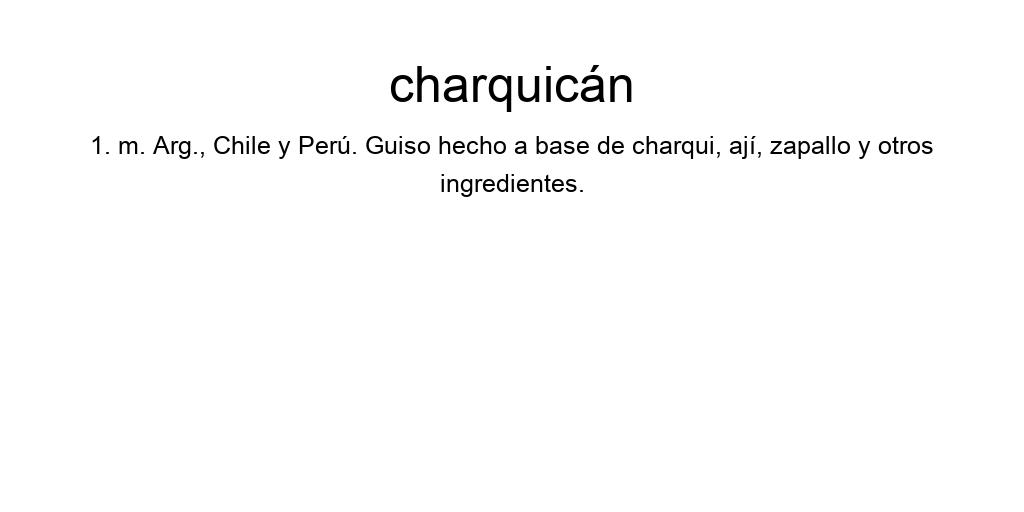 charquicán
1. m. Arg., Chile y Perú. Guiso hecho a base de charqui, ají, zapallo y otros
ingredientes.